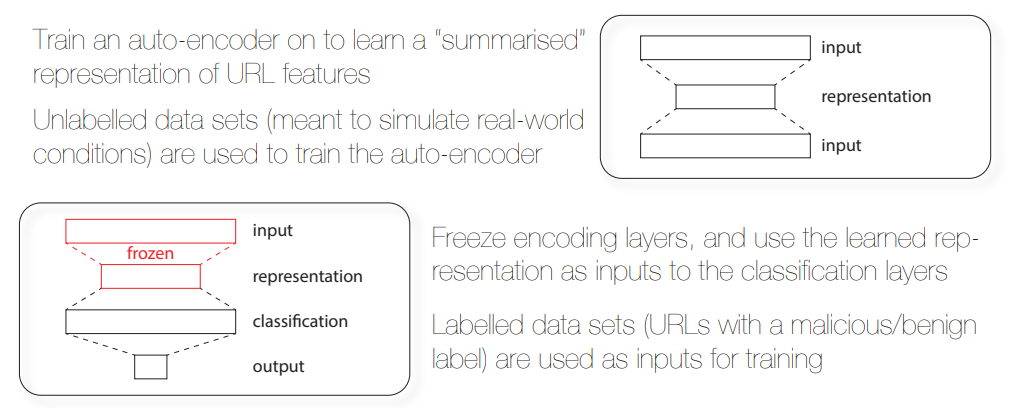 Train an auto-encoder on to learn a "summarised"
representation of URL features
Unlabelled data sets (meant to simulate real-world
conditions) are used to train the auto-encoder
input
representation
input
input
frozen
representation
classification
output
Freeze encoding layers, and use the learned rep-
resentation as inputs to the classification layers
Labelled data sets (URLs with a malicious/benign
label) are used as inputs for training